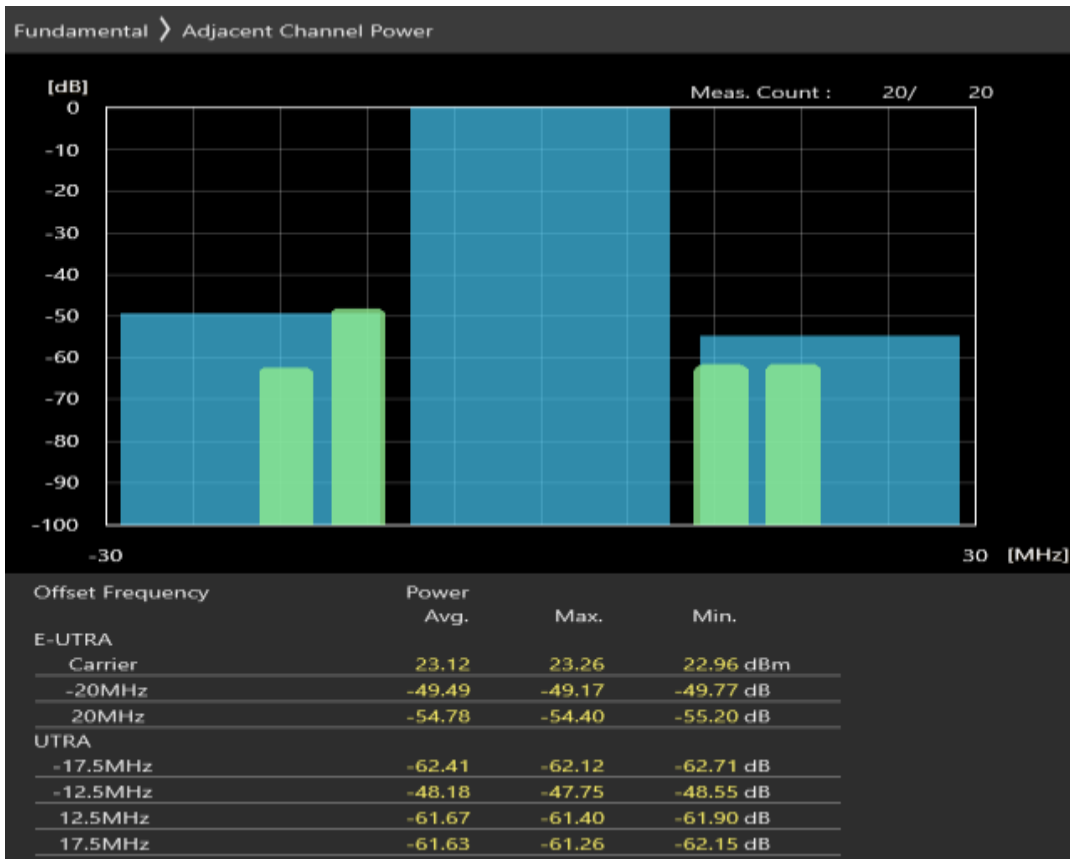 Fundamental 〉 Adjacent Channel Power
[dB]
Meas. Count : 20/ 20
0
-10
-20
-30
-40
-50
-60
-70
-80
-90
-100
-30 30 [MHz]
Offset Frequency Power
Avg. Max. Min.
E-UTRA
Carrier 23.12 23.26 22.96 dBm
-20MHz -49.49 -49.17 -49.77 dB
20MHz -54.78 -54.40 -55.20 dB
UTRA
-17.5MHz -62.41 -62.12 -62.71 dB
-12.5MHz -48.18 -47.75 -48.55 dB
12.5MHz -61.67 -61.40 -61.90 dB
17.5MHz -61.63 -61.26 -62.15 dB